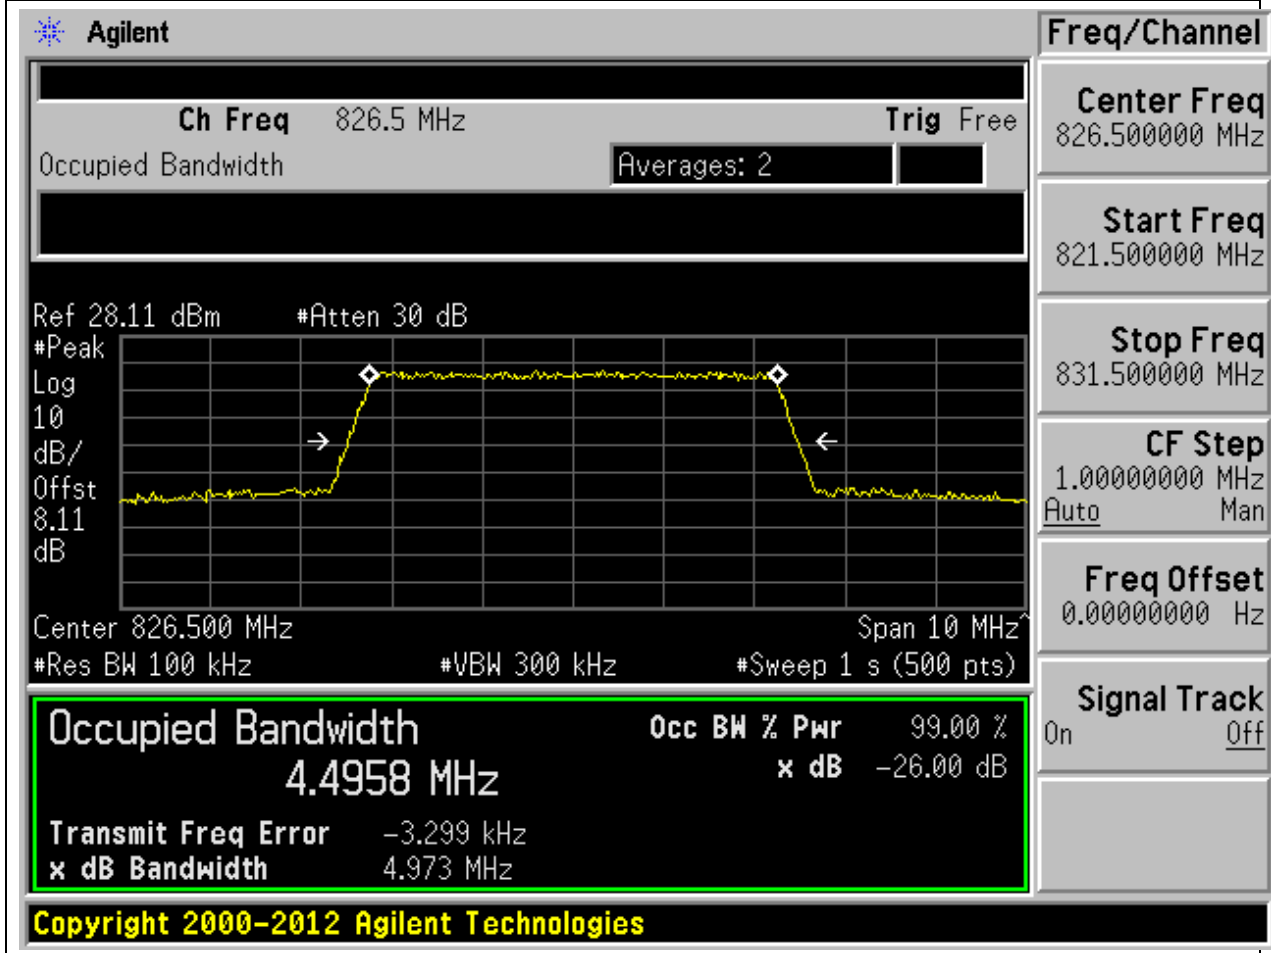 Agilent
Freq/Channel
Ch Freq 826.5 MHz Trig Free
Occupied Bandwidth Averages: 2
Center Freq
826.500000 MHz
Start Freq
821.500000 MHz
Stop Freq
831.500000 MHz
CF Step
1.00000000 MHz
Auto Man
Freq Offset
0.00000000 Hz
Signal Track
On Off
Ref 28.11 dBm #Atten 30 dB
#Peak
Log
10
dB/
Offst
8.11
dB
Center 826.500 MHz Span 10 MHz^
#Res BW 100 kHz #VBW 300 kHz #Sweep 1 s (500 pts)
Occupied Bandwidth
4.4958 MHz
Occ BW % Pwr 99.00 %
x dB -26.00 dB
Transmit Freq Error -3.299 kHz
x dB Bandwidth 4.973 MHz
Copyright 2000-2012 Agilent Technologies